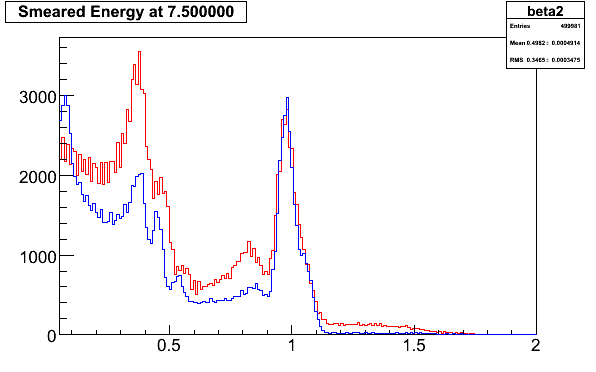 Smeared Energy at 7.500000
beta2
Entries 499981
Mean 0.4982 ± 0.0004914
RMS 0.3465 ± 0.0003475
3000
2000
1000
0
0.5
1
1.5
2